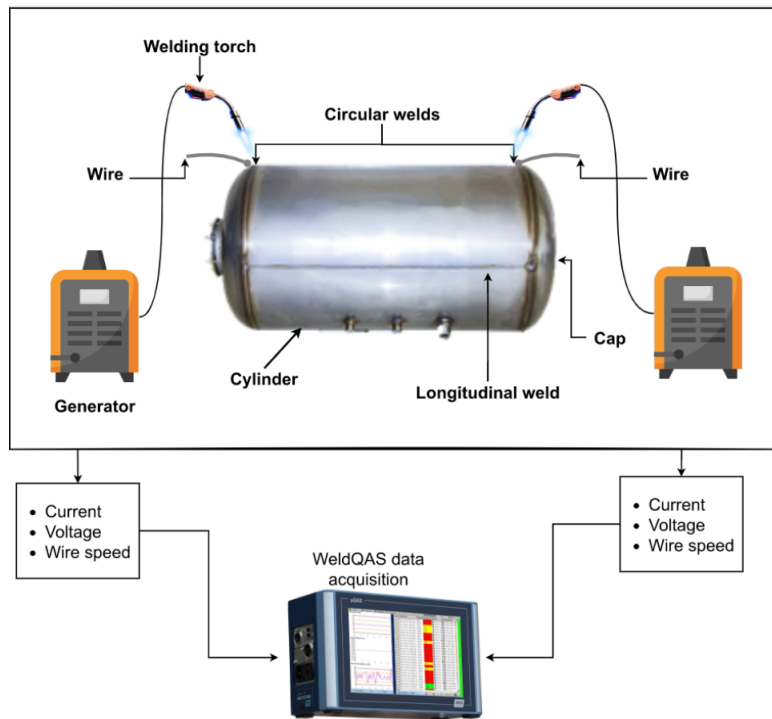 Welding torch
Circular welds
Wire
Wire
Cap
Cylinder
Longitudinal weld
Generator
• Current
• Voltage
• Wire speed
• Current
• Voltage
• Wire speed
WeldQAS data
acquisition